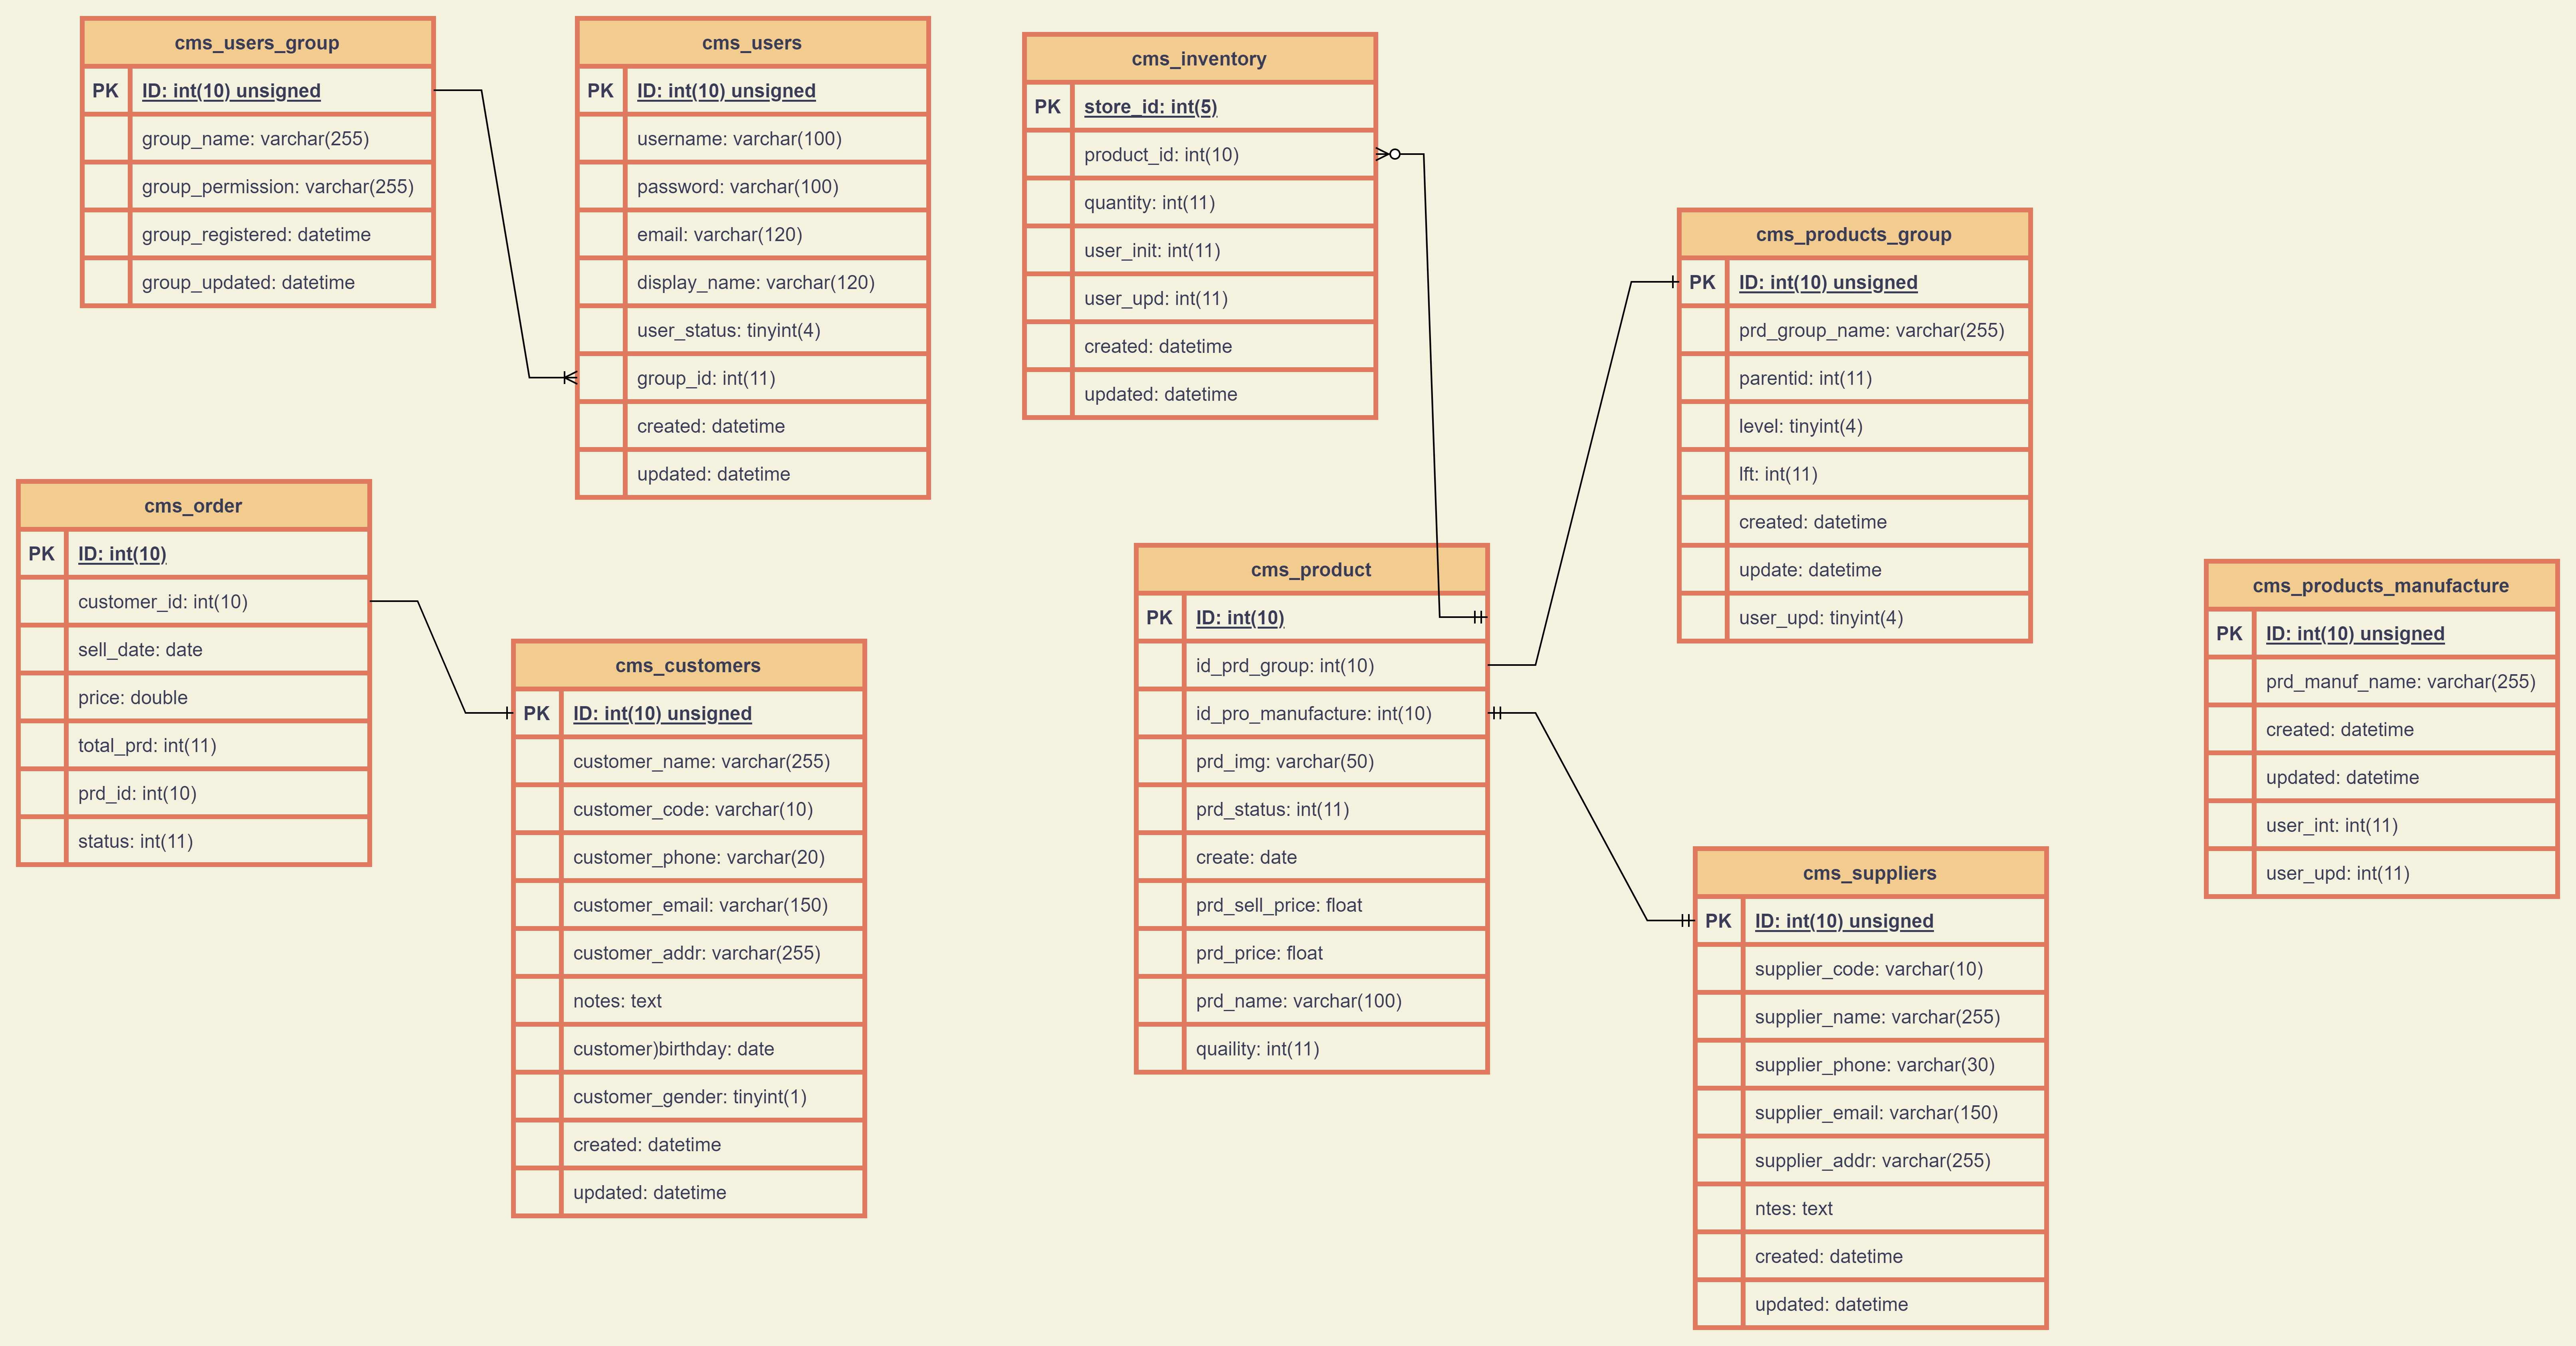 cms_users_group
PK ID: int(10) unsigned
group_name: varchar(255)
group_permission: varchar(255)
group_registered: datetime
group_updated: datetime
cms_users
PK ID: int(10) unsigned
username: varchar(100)
password: varchar(100)
email: varchar(120)
display_name: varchar(120)
user_status: tinyint(4)
group_id: int(11)
created: datetime
updated: datetime
cms_inventory
PK store_id: int(5)
product_id: int(10)
quantity: int(11)
user_init: int(11)
user_upd: int(11)
created: datetime
updated: datetime
cms_products_group
PK ID: int(10) unsigned
prd_group_name: varchar(255)
parentid: int(11)
level: tinyint(4)
lft: int(11)
created: datetime
update: datetime
user_upd: tinyint(4)
cms_order
PK ID: int(10)
customer_id: int(10)
sell_date: date
price: double
total_prd: int(11)
prd_id: int(10)
status: int(11)
cms_customers
PK ID: int(10) unsigned
customer_name: varchar(255)
customer_code: varchar(10)
customer_phone: varchar(20)
customer_email: varchar(150)
customer_addr: varchar(255)
notes: text
customer)birthday: date
customer_gender: tinyint(1)
created: datetime
updated: datetime
cms_product
PK ID: int(10)
id_prd_group: int(10)
id_pro_manufacture: int(10)
prd_img: varchar(50)
prd_status: int(11)
create: date
prd_sell_price: float
prd_price: float
prd_name: varchar(100)
quaility: int(11)
cms_products_manufacture
PK ID: int(10) unsigned
prd_manuf_name: varchar(255)
created: datetime
updated: datetime
user_int: int(11)
user_upd: int(11)
cms_suppliers
PK ID: int(10) unsigned
supplier_code: varchar(10)
supplier_name: varchar(255)
supplier_phone: varchar(30)
supplier_email: varchar(150)
supplier_addr: varchar(255)
ntes: text
created: datetime
updated: datetime